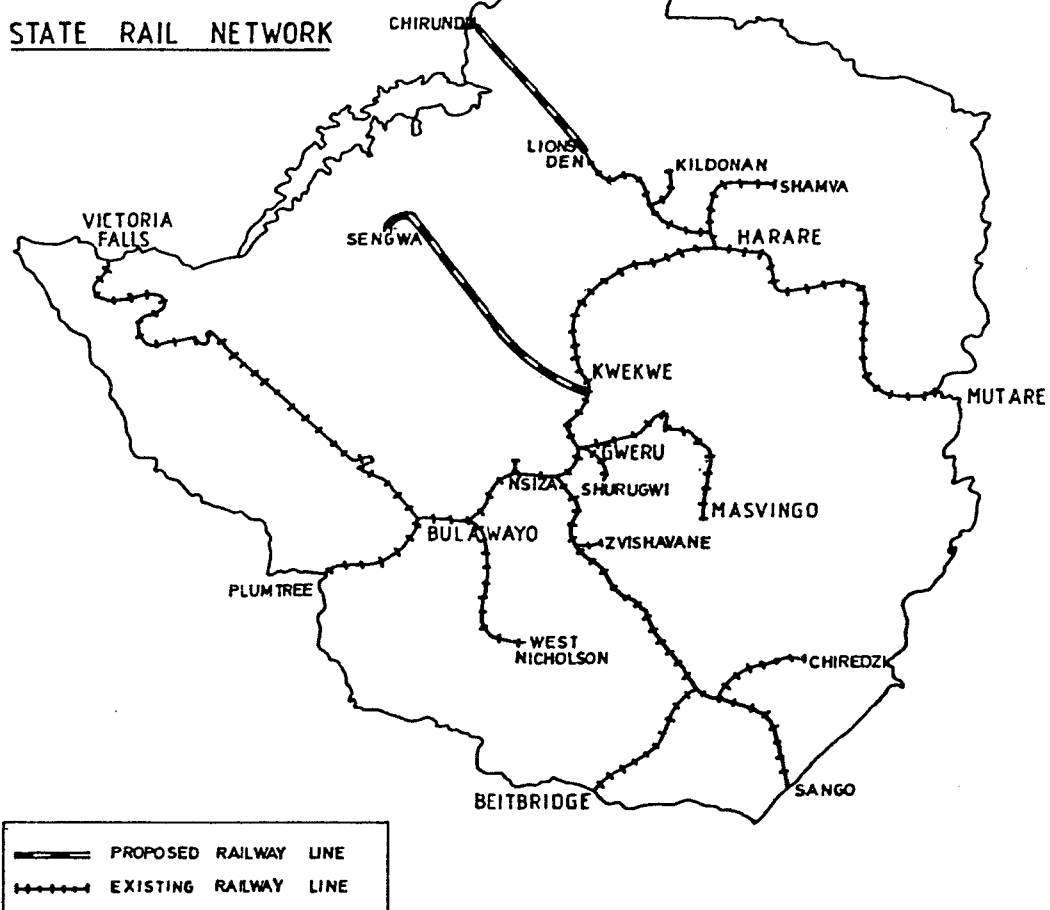 STATE RAIL NETWORK
CHIRUNDU
LIONS
DEN
KILDONAN
SHAMVA
VICTORIA
FALLS
SENGWA
HARARE
KWEKWE
MUTARE
GWERU
NSIZA
SHURUGWI
MASVINGO
BULAWAYO
ZVISHAVANE
PLUMTREE
WEST
NICHOLSON
CHIREDZI
SANGO
BEITBRIDGE
PROPOSED RAILWAY LINE
EXISTING RAILWAY LINE